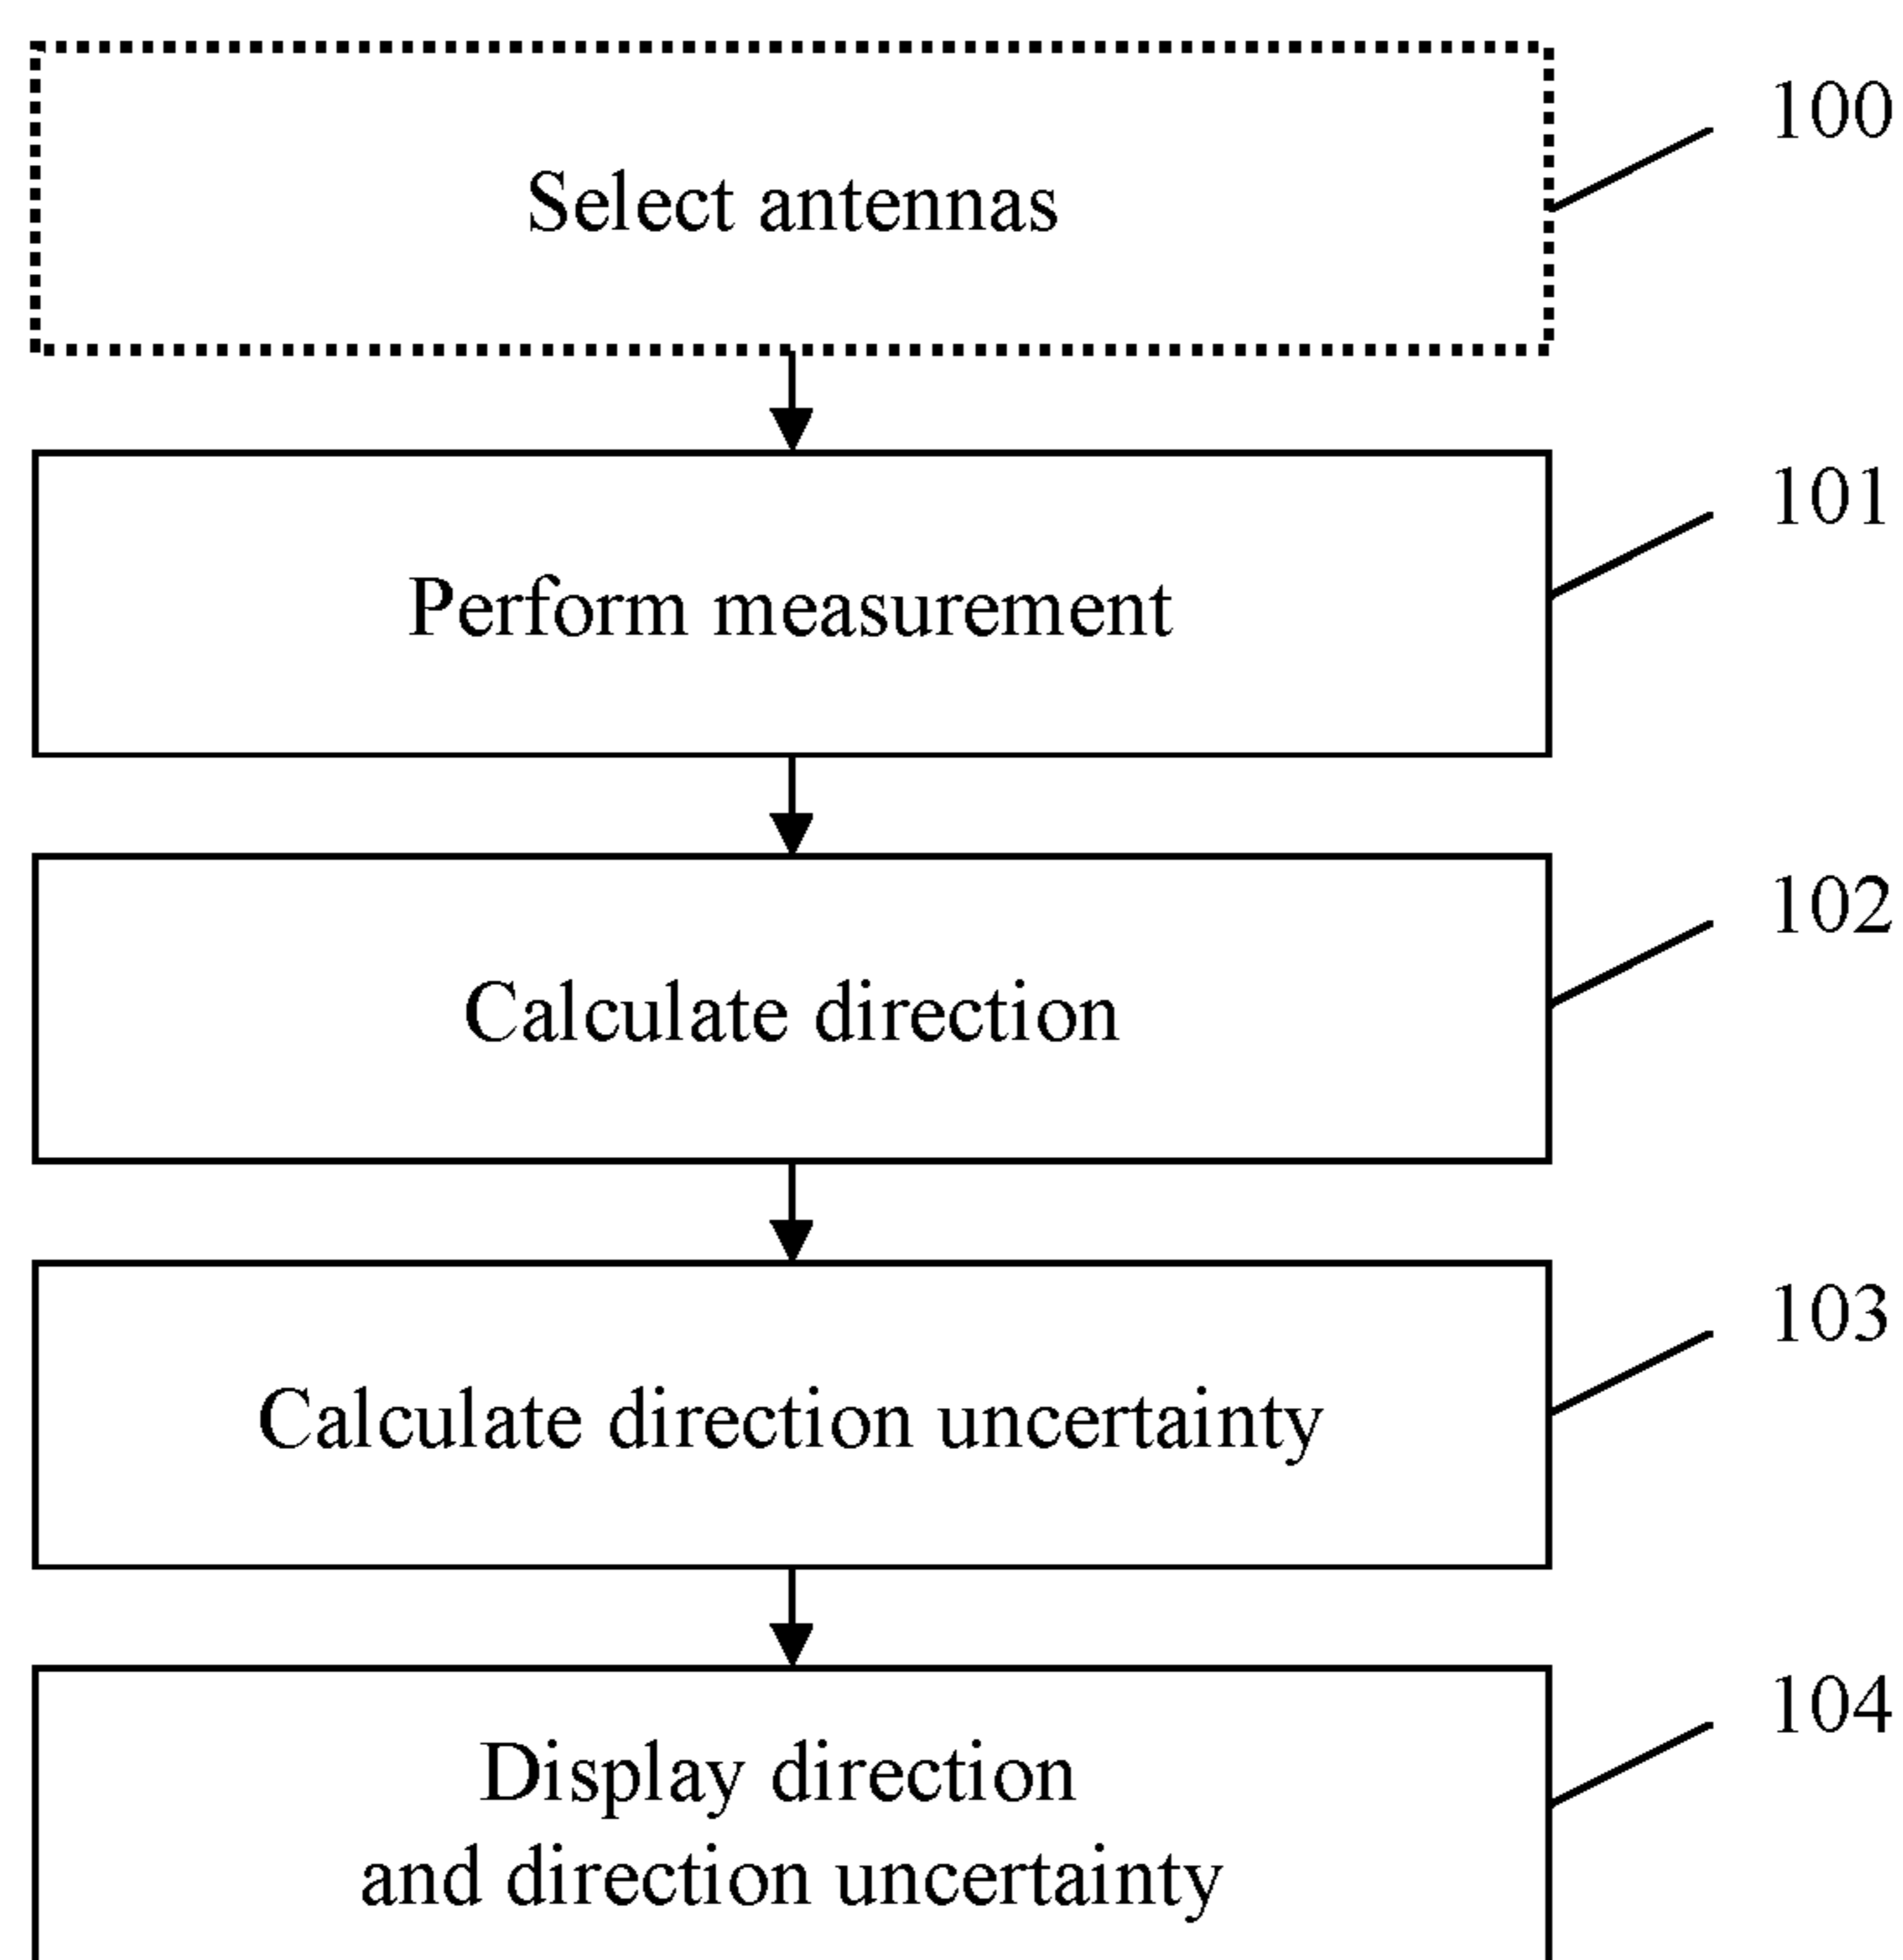 Select antennas
100
Perform measurement
101
Calculate direction
102
Calculate direction uncertainty
103
Display direction
and direction uncertainty
104